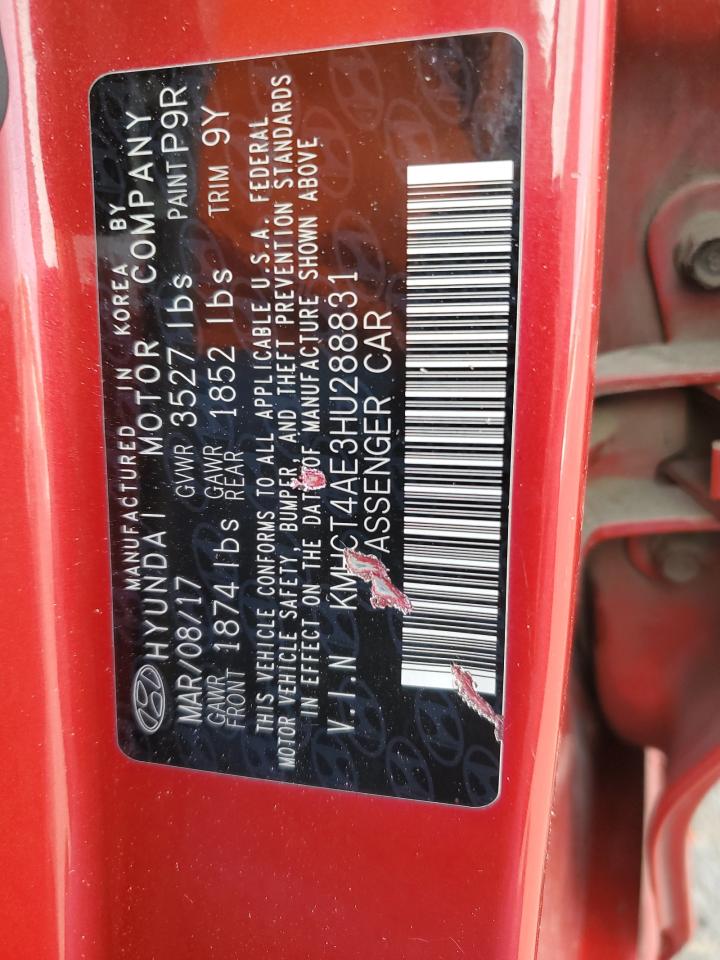 MANUFACTURED IN KOREA BY
HYUNDAI MOTOR COMPANY
MAR/08/17 GVWR 3527 lbs PAINT P9R
GAWR FRONT 1874 lbs GAWR REAR 1852 lbs TRIM 9Y
THIS VEHICLE CONFORMS TO ALL APPLICABLE U.S.A. FEDERAL
MOTOR VEHICLE SAFETY, BUMPER AND THEFT PREVENTION STANDARDS
IN EFFECT ON THE DATE OF MANUFACTURE SHOWN ABOVE
V.I.N KMHCT4AE3HU288831
PASSENGER CAR